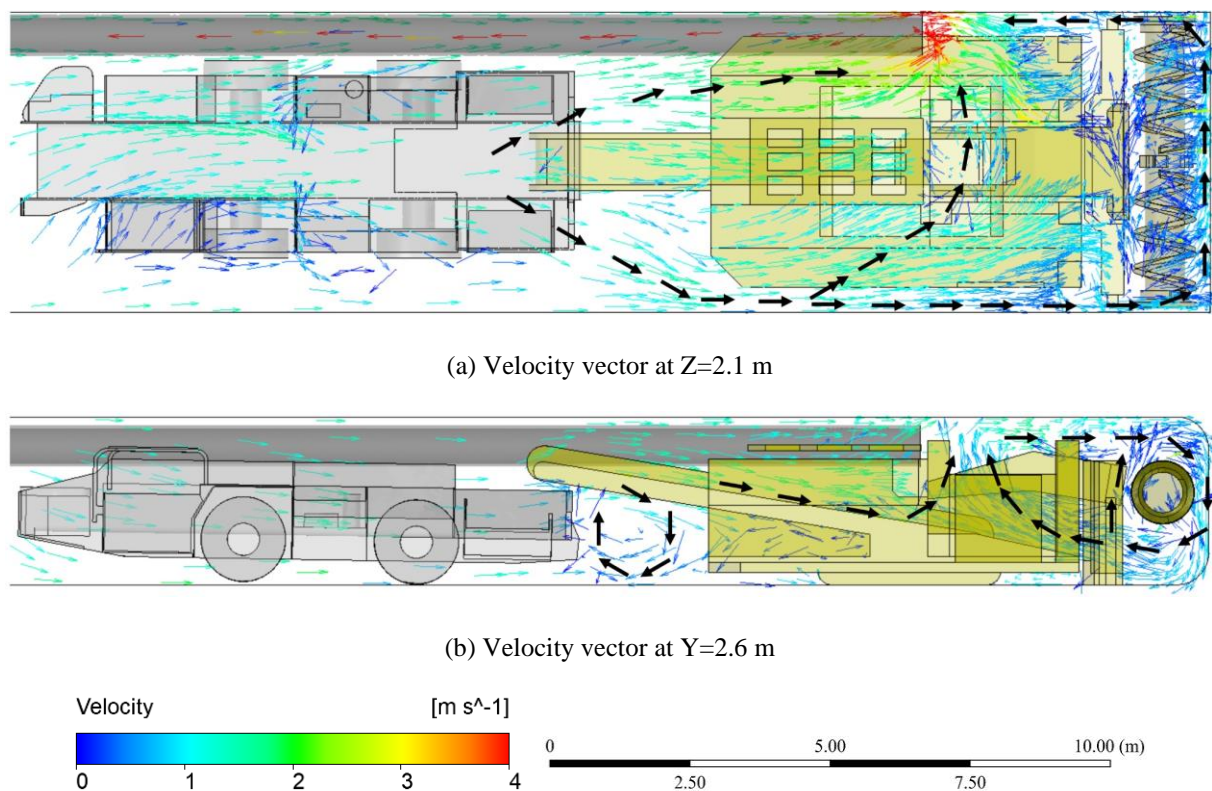 (a) Velocity vector at Z=2.1 m
(b) Velocity vector at Y=2.6 m
Velocity [m s^-1]
0 1 2 3 4
0 5.00 10.00 (m)
2.50 7.50